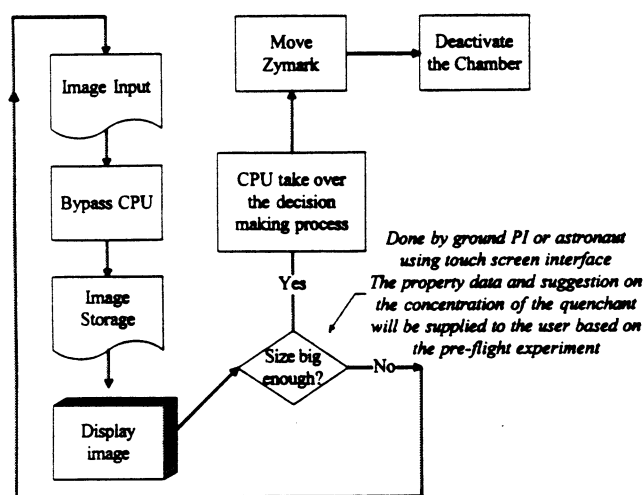 Image Input
Bypass CPU
Image
Storage
Display
image
Size big
enough?
Yes
No
CPU take over
the decision
making process
Move
Zymark
Deactivate
the Chamber
Done by ground PI or astronaut
using touch screen interface
The property data and suggestion on
the concentration of the quenchant
will be supplied to the user based on
the pre-flight experiment